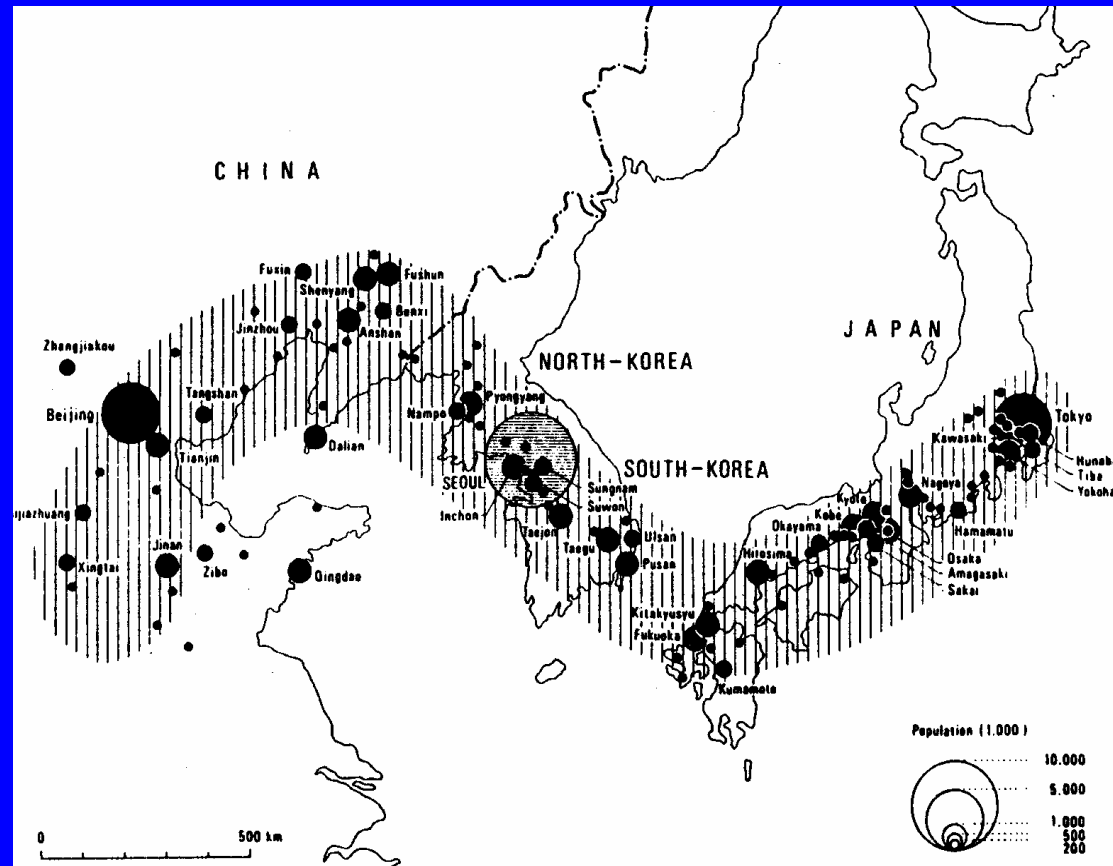 CHINA
JAPAN
NORTH-KOREA
SOUTH-KOREA
Fuxin
Shenyang
Fushun
Benxi
Jinzhou
Anshan
Zhangjiakou
Tangshan
Beijing
Tianjin
Dalian
Nampo
Pyongyang
SEOUL
Sungnam
Suwon
Inchon
Taejon
Taegu
Ulsan
Pusan
ijiazhuang
Xingtai
Jinan
Zibo
Tokyo
Kawasaki
Hunab
Tiba
Yokoha
Nagoya
Kyoto
Kobe
Okayama
Hamamatu
Osaka
Amagasaki
Sakai
Kitakyusyu
Fukuoka
Kumamoto
Population (1.000)
10.000
5.000
1.000
500
200
0 500 km